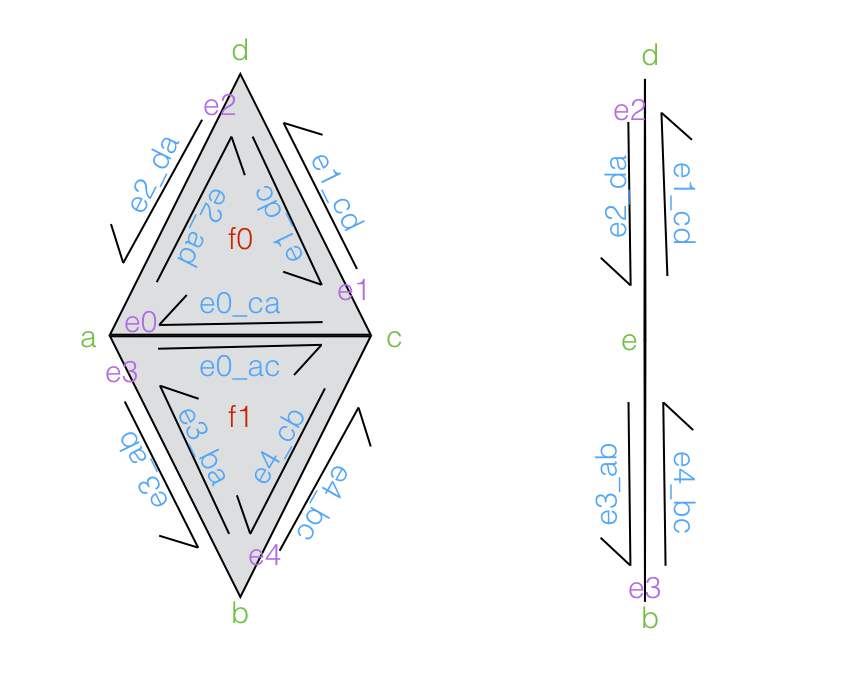 d
e2
e2_da
e1_cd
e2_ad
e1_dc
f0
e1
e0_ca
e0
a
c
e0_ac
e3
f1
e3_ab
e3_ba
e4_cb
e4_bc
e4
b
d
e2
e2_da
e1_cd
e
e3_ab
e4_bc
e3
b